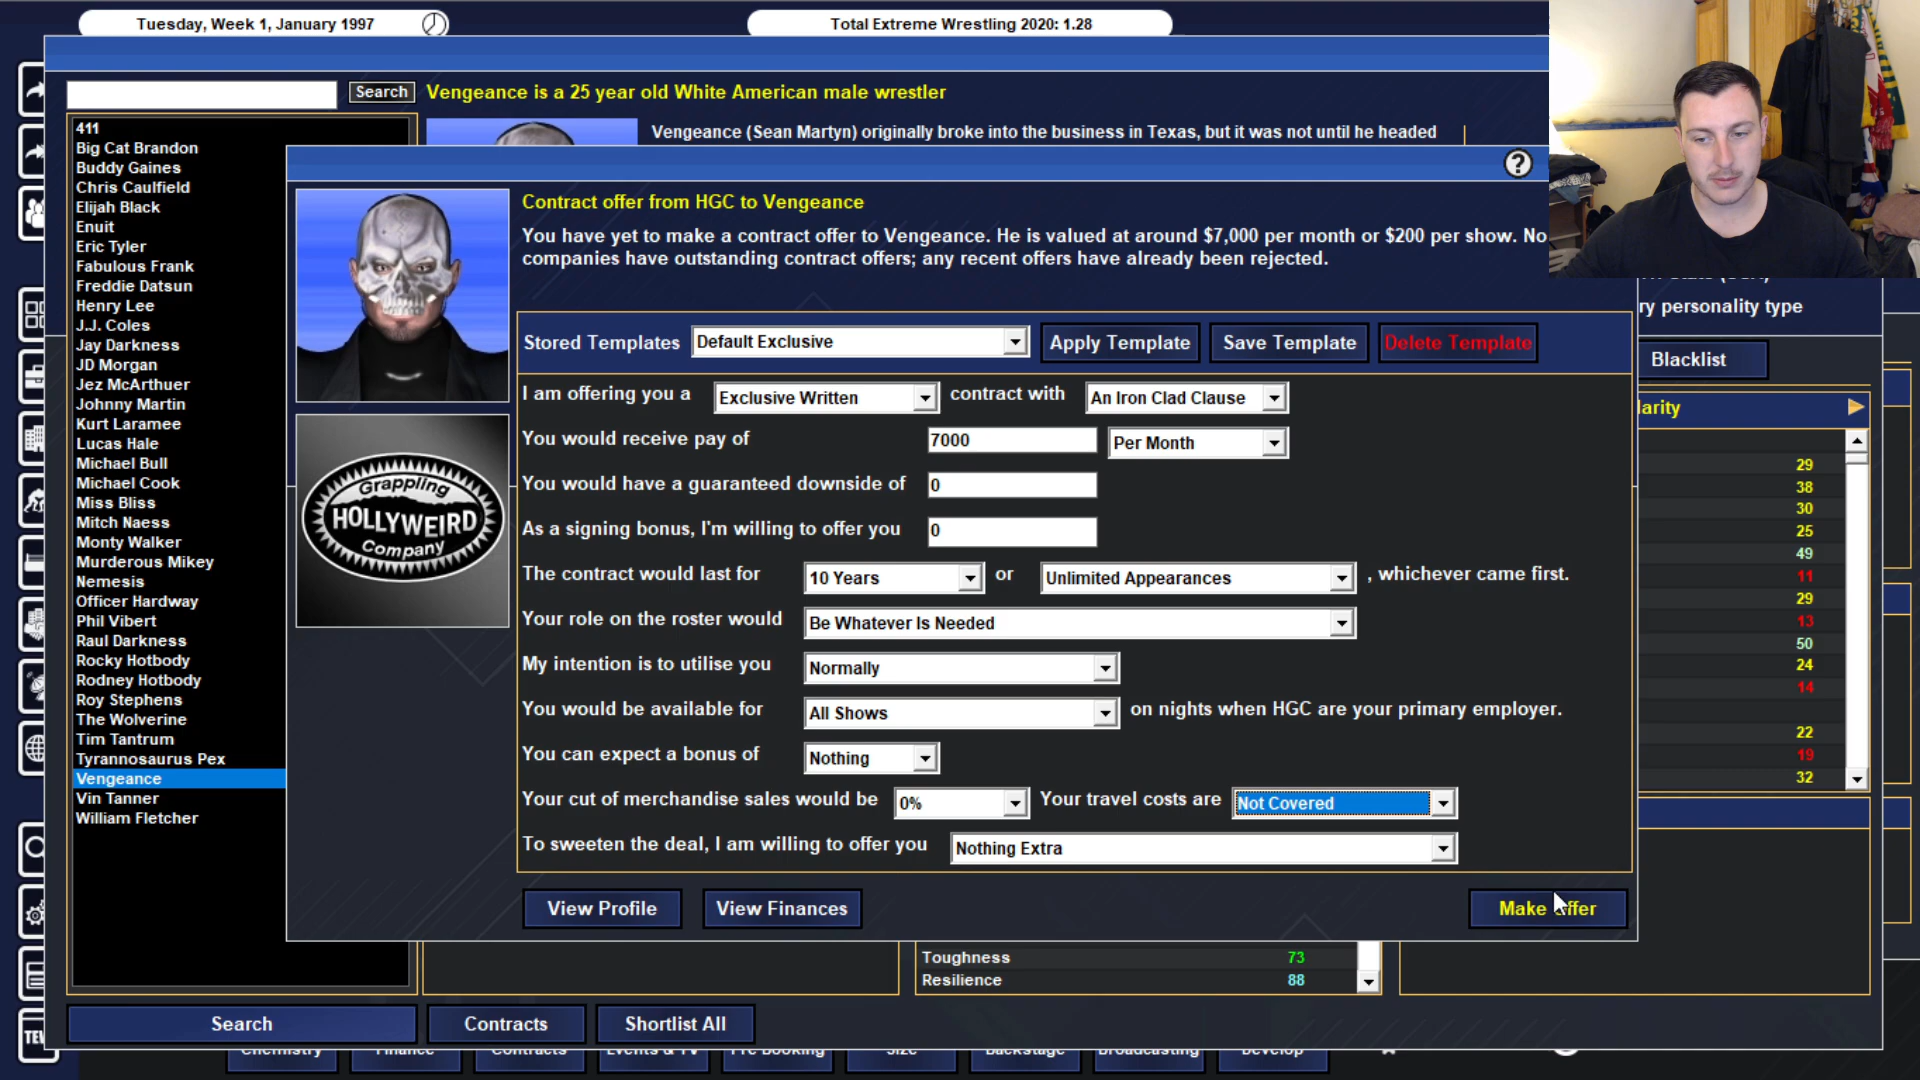 Tuesday, Week 1, January 1997
Total Extreme Wrestling 2020: 1.28
Search
Vengeance is a 25 year old White American male wrestler
Vengeance (Sean Martyn) originally broke into the business in Texas, but it was not until he headed
411
Big Cat Brandon
Buddy Gaines
Chris Caulfield
Elijah Black
Enuit
Eric Tyler
Fabulous Frank
Freddie Datsun
Henry Lee
J.J. Coles
Jay Darkness
JD Morgan
Jez McArthuer
Johnny Martin
Kurt Laramee
Lucas Hale
Michael Bull
Michael Cook
Miss Bliss
Mitch Naess
Monty Walker
Murderous Mikey
Nemesis
Officer Hardway
Phil Vibert
Raul Darkness
Rocky Hotbody
Rodney Hotbody
Roy Stephens
The Wolverine
Tim Tantrum
Tyrannosaurus Pex
Vengeance
Vin Tanner
William Fletcher
?
Contract offer from HGC to Vengeance
You have yet to make a contract offer to Vengeance. He is valued at around $7,000 per month or $200 per show. No
companies have outstanding contract offers; any recent offers have already been rejected.
Grappling
HOLLYWEIRD
Company
Stored Templates Default Exclusive Apply Template Save Template Delete Template
I am offering you a Exclusive Written contract with An Iron Clad Clause
You would receive pay of 7000 Per Month
You would have a guaranteed downside of 0
As a signing bonus, I'm willing to offer you 0
The contract would last for 10 Years or Unlimited Appearances , whichever came first.
Your role on the roster would Be Whatever Is Needed
My intention is to utilise you Normally
You would be available for All Shows on nights when HGC are your primary employer.
You can expect a bonus of Nothing
Your cut of merchandise sales would be 0% Your travel costs are Not Covered
To sweeten the deal, I am willing to offer you Nothing Extra
View Profile View Finances Make Offer
ry personality type
Blacklist
larity
29
38
30
25
49
11
29
13
50
24
14
22
19
32
Toughness 73
Resilience 88
Search Contracts Shortlist All
TEW
Chemistry Finance Contracts Events & TV Pre Booking Size Backstage Broadcasting Develop